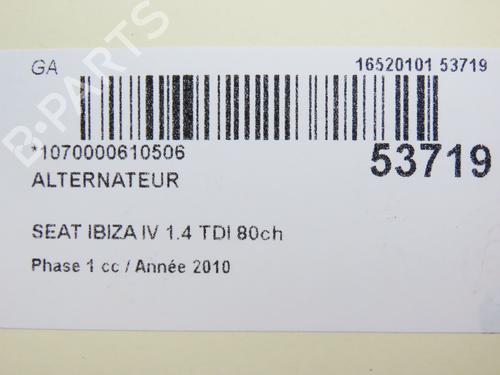 GA 16520101 53719
*1070000610506 53719
ALTERNATEUR
SEAT IBIZA IV 1.4 TDI 80ch
Phase 1 cc / Année 2010
B-PARTS